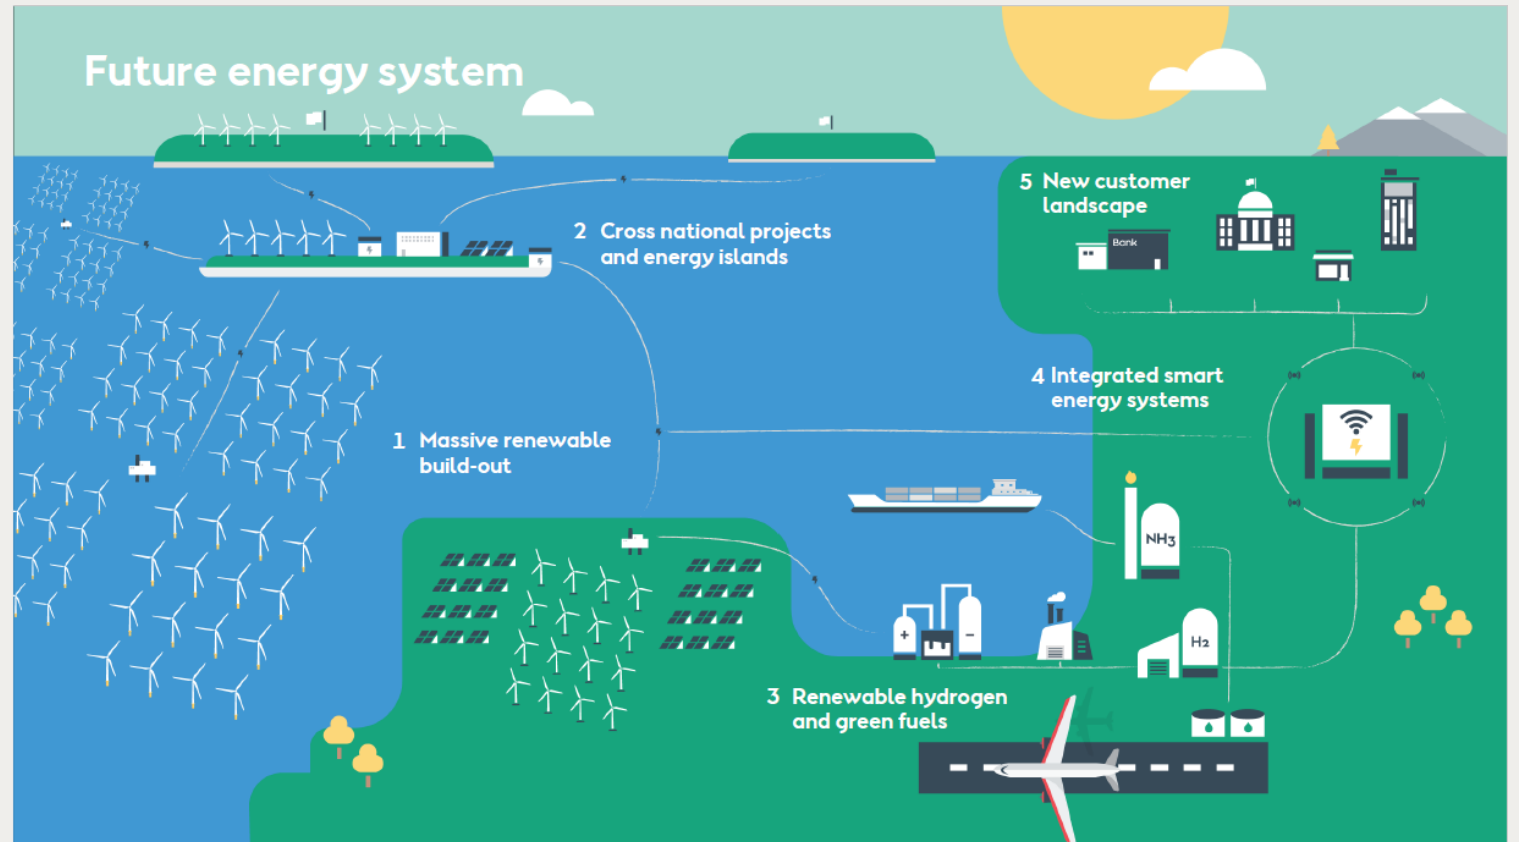 Future energy system
5 New customer
landscape
Bank
2 Cross national projects
and energy islands
4 Integrated smart
energy systems
1 Massive renewable
build-out
NH3
+
-
H2
3 Renewable hydrogen
and green fuels